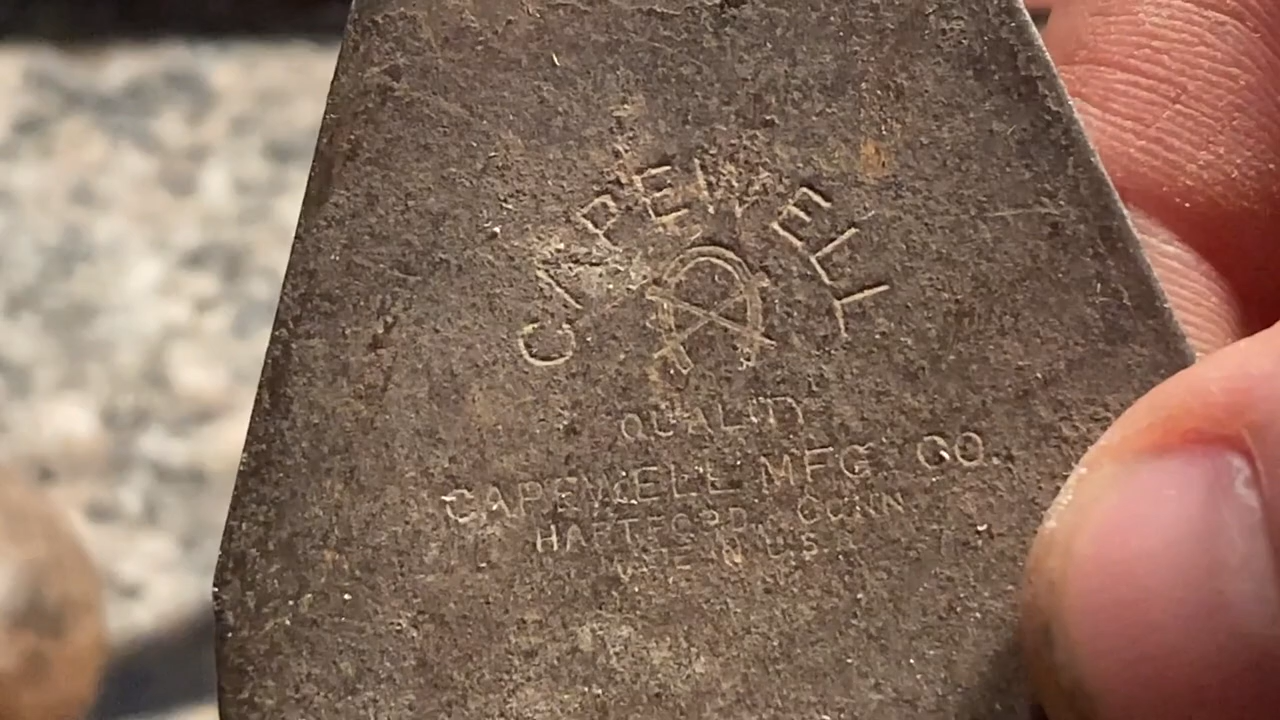 CAPEWELL
QUALITY
CAPEWELL MFG. CO.
HARTFORD, CONN.
MADE IN U.S.A.